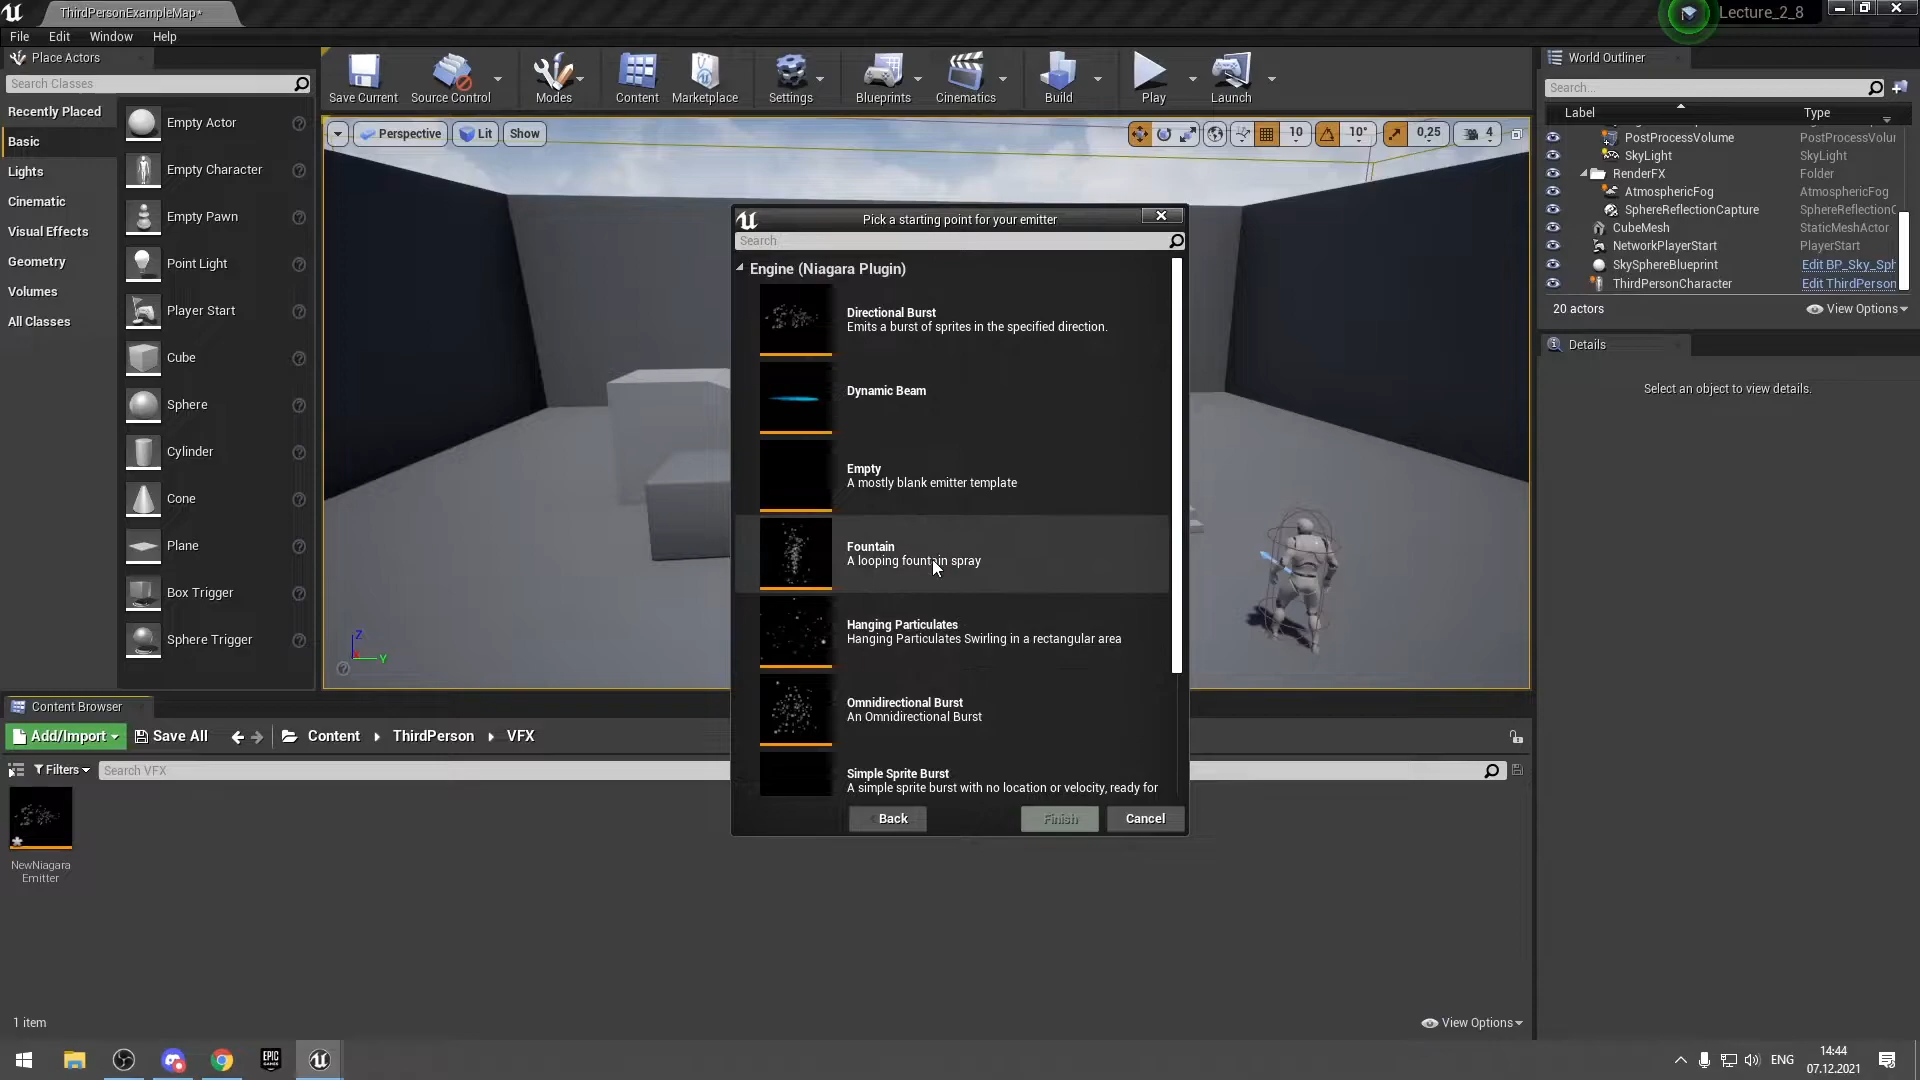 ThirdPersonExampleMap*
Lecture_2_8
File
Edit
Window
Help
Place Actors
Search Classes
Recently Placed
Basic
Lights
Cinematic
Visual Effects
Geometry
Volumes
All Classes
Empty Actor
Empty Character
Empty Pawn
Point Light
Player Start
Cube
Sphere
Cylinder
Cone
Plane
Box Trigger
Sphere Trigger
Save Current
Source Control
Modes
Content
Marketplace
Settings
Blueprints
Cinematics
Build
Play
Launch
Perspective
Lit
Show
10
10°
0,25
4
Z
Y
Pick a starting point for your emitter
Search
Engine (Niagara Plugin)
Directional Burst
Emits a burst of sprites in the specified direction.
Dynamic Beam
Empty
A mostly blank emitter template
Fountain
A looping fountain spray
Hanging Particulates
Hanging Particulates Swirling in a rectangular area
Omnidirectional Burst
An Omnidirectional Burst
Simple Sprite Burst
A simple sprite burst with no location or velocity, ready for
Back
Finish
Cancel
World Outliner
Search...
Label
Type
PostProcessVolume
PostProcessVolur
SkyLight
SkyLight
RenderFX
Folder
AtmosphericFog
AtmosphericFog
SphereReflectionCapture
SphereReflectionC
CubeMesh
StaticMeshActor
NetworkPlayerStart
PlayerStart
SkySphereBlueprint
Edit BP_Sky_Sph
ThirdPersonCharacter
Edit ThirdPerson
20 actors
View Options
Details
Select an object to view details.
Content Browser
Add/Import
Save All
Content
ThirdPerson
VFX
Filters
Search VFX
NewNiagara
Emitter
1 item
View Options
EPIC
GAMES
ENG
14:44
07.12.2021